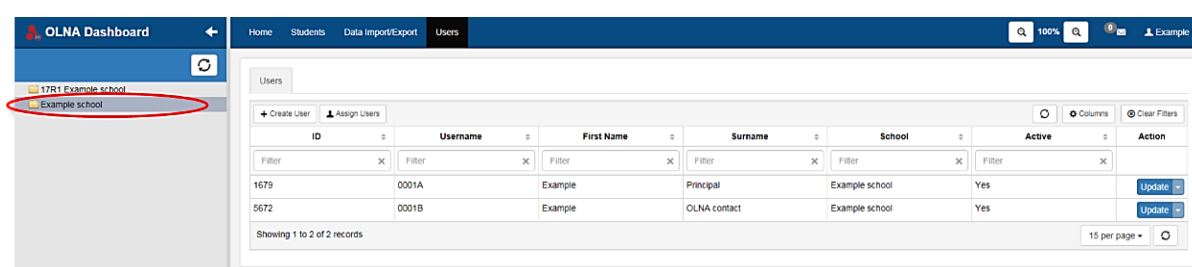 OLNA Dashboard
Home Students Data Import/Export Users 100% 0 Example
17R1 Example school
Example school
Users
+ Create User Assign Users Columns Clear Filters
ID Username First Name Surname School Active Action
Filter Filter Filter Filter Filter Filter
1679 0001A Example Principal Example school Yes Update
5672 0001B Example OLNA contact Example school Yes Update
Showing 1 to 2 of 2 records 15 per page